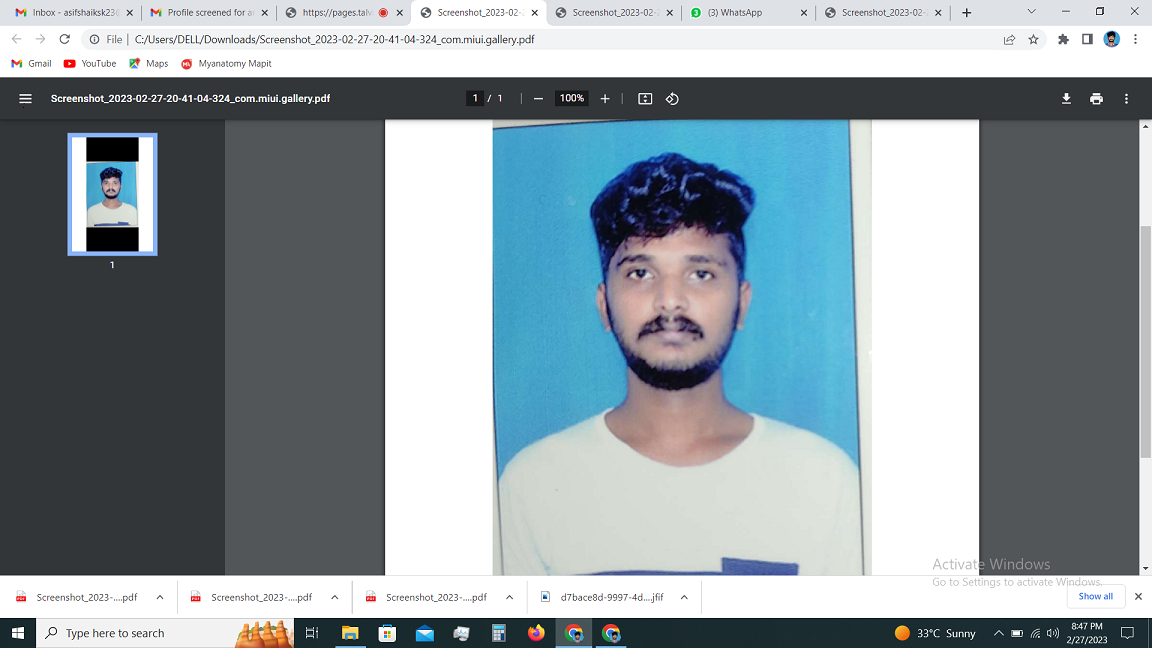 Inbox - asifshaiksk23@
Profile screened for a
https://pages.talv
Screenshot_2023-02-
Screenshot_2023-02-
(3) WhatsApp
Screenshot_2023-02-
File | C:/Users/DELL/Downloads/Screenshot_2023-02-27-20-41-04-324_com.miui.gallery.pdf
Gmail YouTube Maps Myanatomy Mapit
Screenshot_2023-02-27-20-41-04-324_com.miui.gallery.pdf 1 / 1 100%
1
Activate Windows
Go to Settings to activate Windows.
Screenshot_2023-....pdf
Screenshot_2023-....pdf
Screenshot_2023-....pdf
d7bace8d-9997-4d....jfif
Show all
Type here to search
33°C Sunny
8:47 PM
2/27/2023